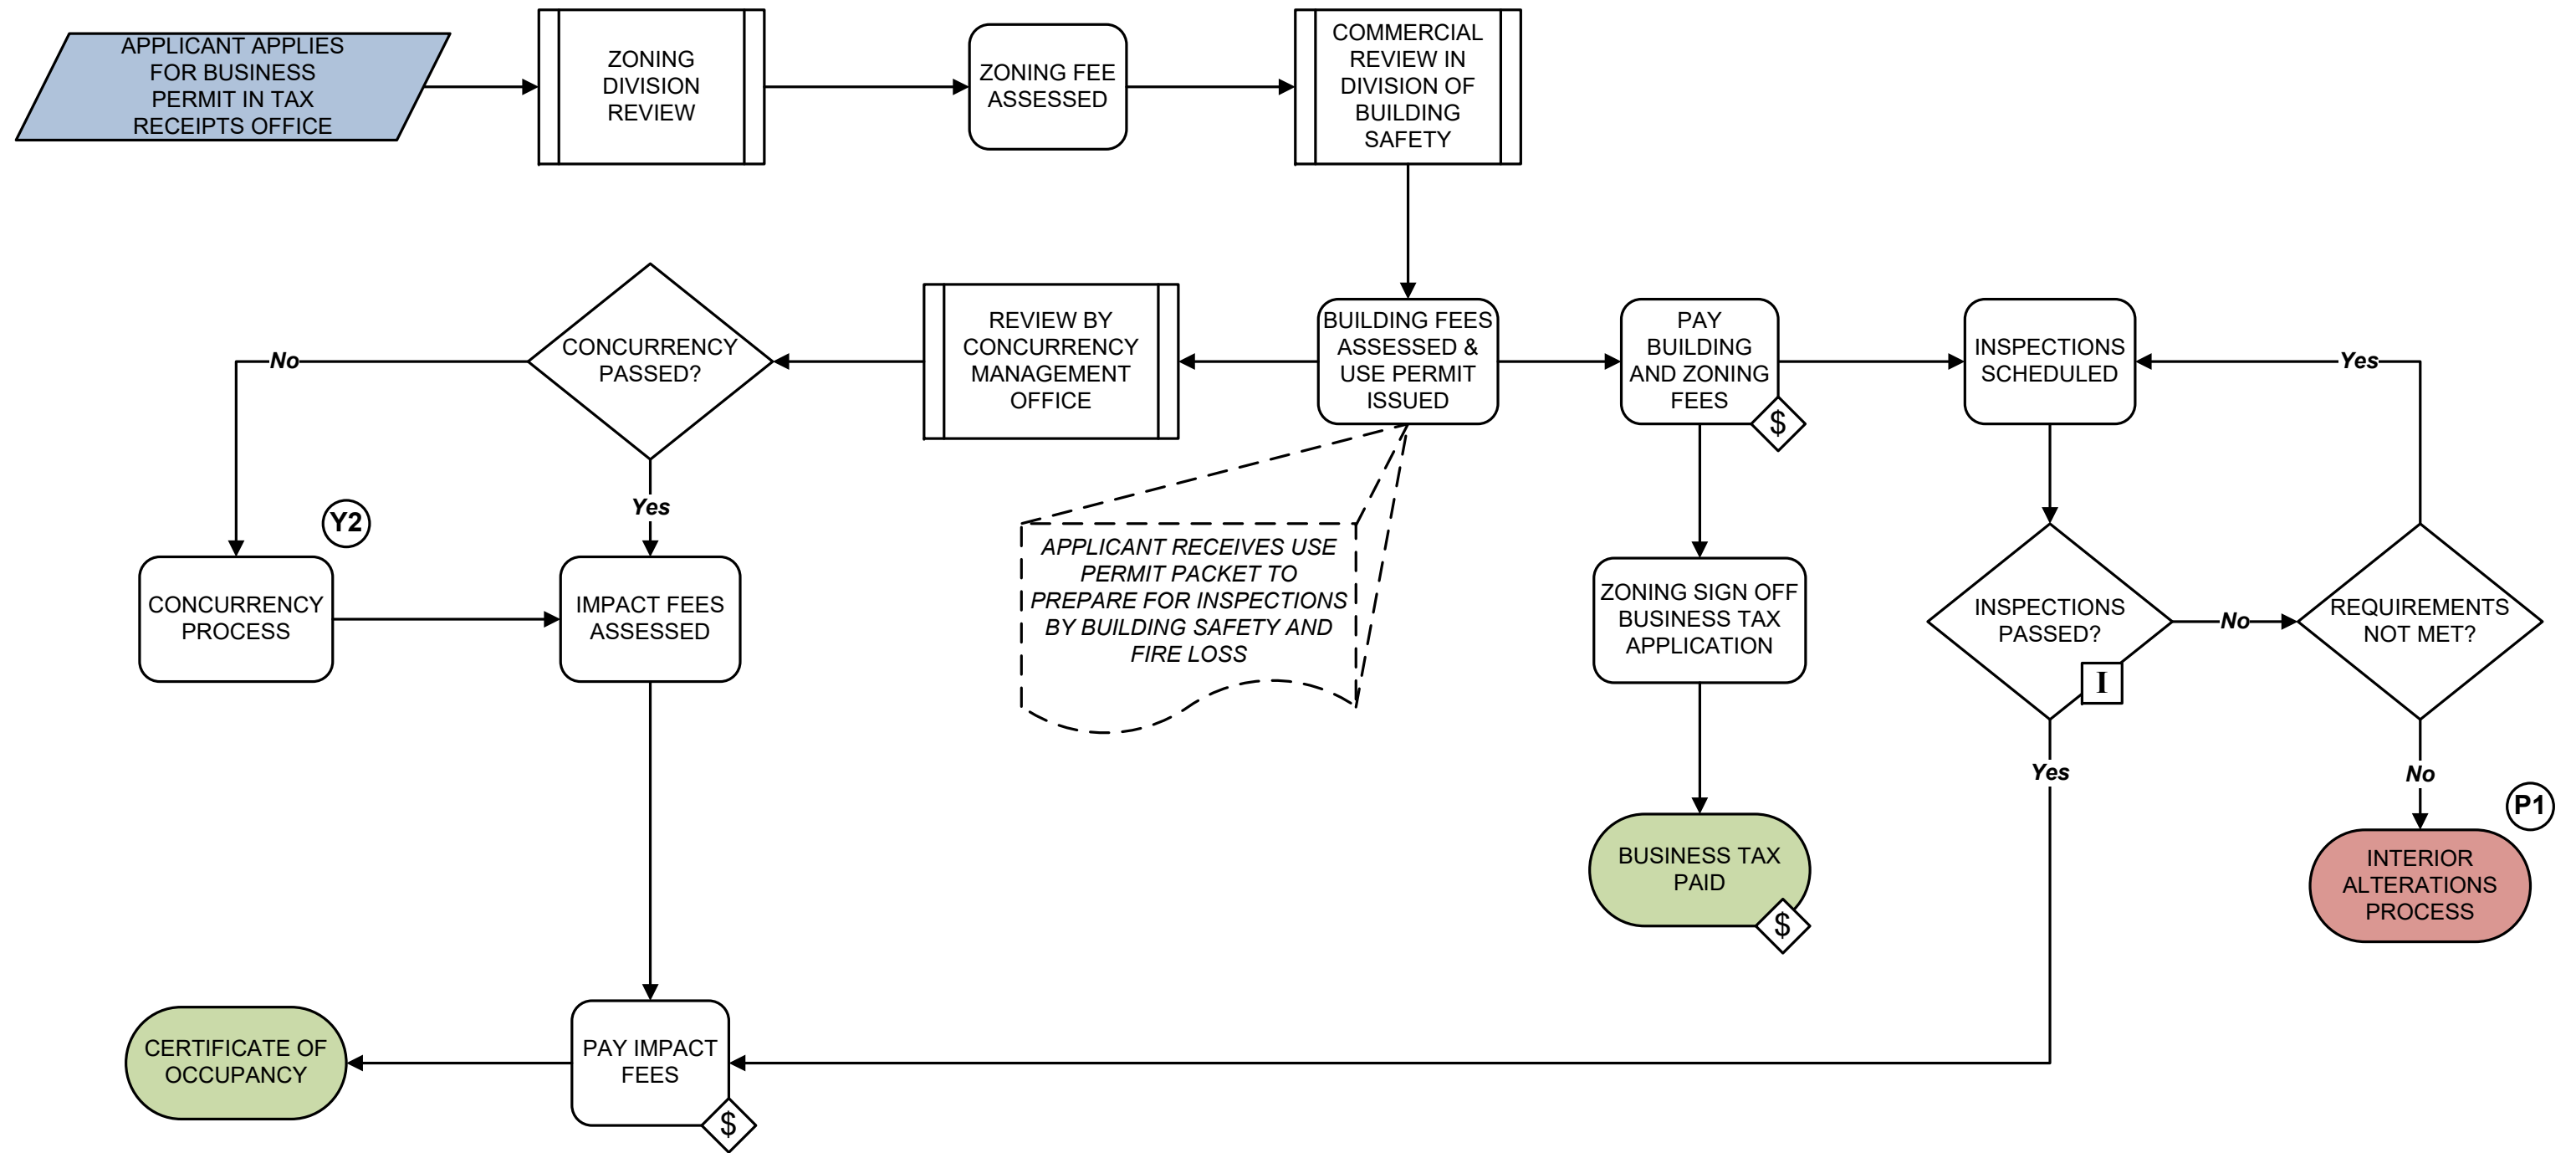 APPLICANT APPLIES
FOR BUSINESS
PERMIT IN TAX
RECEIPTS OFFICE
ZONING
DIVISION
REVIEW
ZONING FEE
ASSESSED
COMMERCIAL
REVIEW IN
DIVISION OF
BUILDING
SAFETY
CONCURRENCY
PASSED?
REVIEW BY
CONCURRENCY
MANAGEMENT
OFFICE
BUILDING FEES
ASSESSED &
USE PERMIT
ISSUED
PAY
BUILDING
AND ZONING
FEES
$
INSPECTIONS
SCHEDULED
Yes
No
Yes
Y2
CONCURRENCY
PROCESS
IMPACT FEES
ASSESSED
APPLICANT RECEIVES USE
PERMIT PACKET TO
PREPARE FOR INSPECTIONS
BY BUILDING SAFETY AND
FIRE LOSS
ZONING SIGN OFF
BUSINESS TAX
APPLICATION
INSPECTIONS
PASSED?
I
No
REQUIREMENTS
NOT MET?
Yes
No
P1
BUSINESS TAX
PAID
$
INTERIOR
ALTERATIONS
PROCESS
CERTIFICATE OF
OCCUPANCY
PAY IMPACT
FEES
$